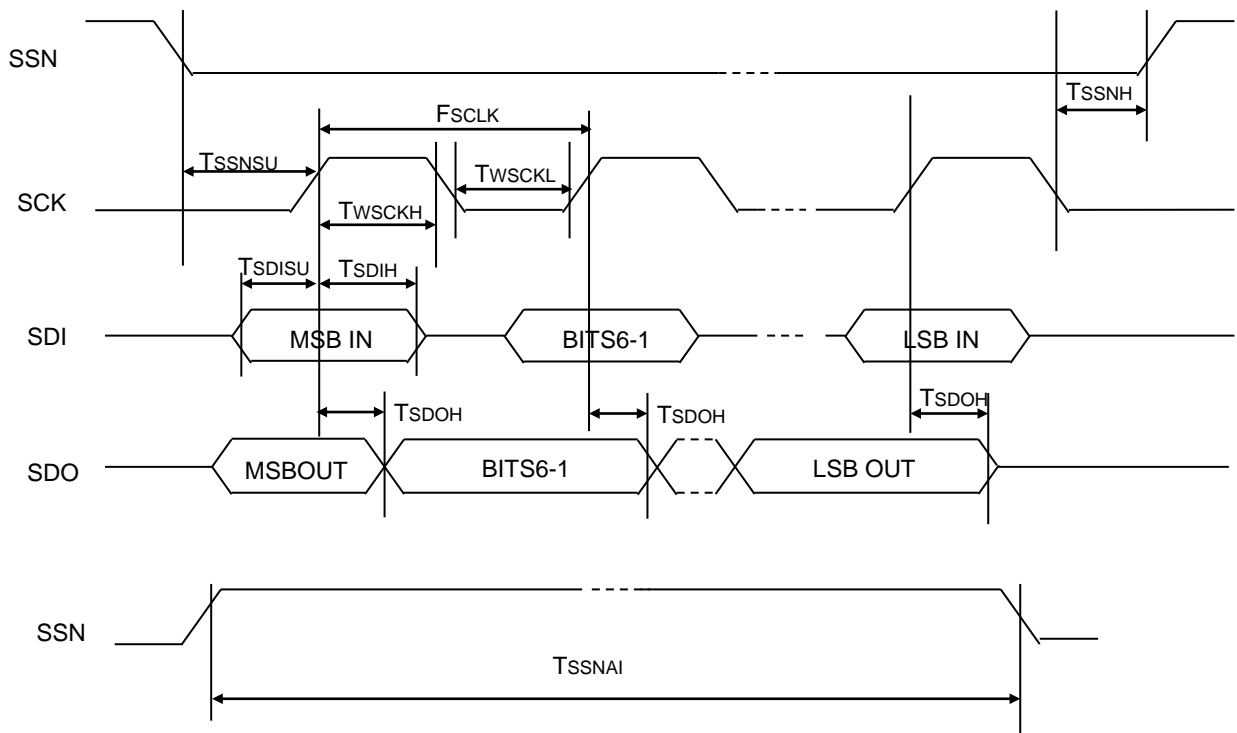 SSN
TSSNH
FSCLK
TSSNSU
TWSCKL
SCK
TWSCKH
TSDISU
TSDIH
SDI
MSB IN
BITS6-1
LSB IN
TSDOH
TSDOH
TSDOH
SDO
MSBOUT
BITS6-1
LSB OUT
SSN
TSSNAI